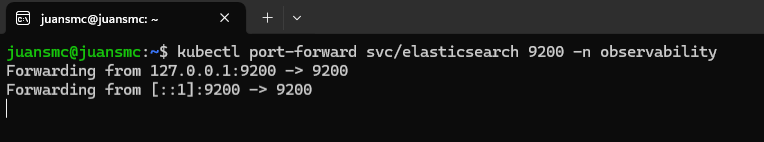 juansmc@juansmc: ~
juansmc@juansmc:~$ kubectl port-forward svc/elasticsearch 9200 -n observability
Forwarding from 127.0.0.1:9200 -> 9200
Forwarding from [::1]:9200 -> 9200